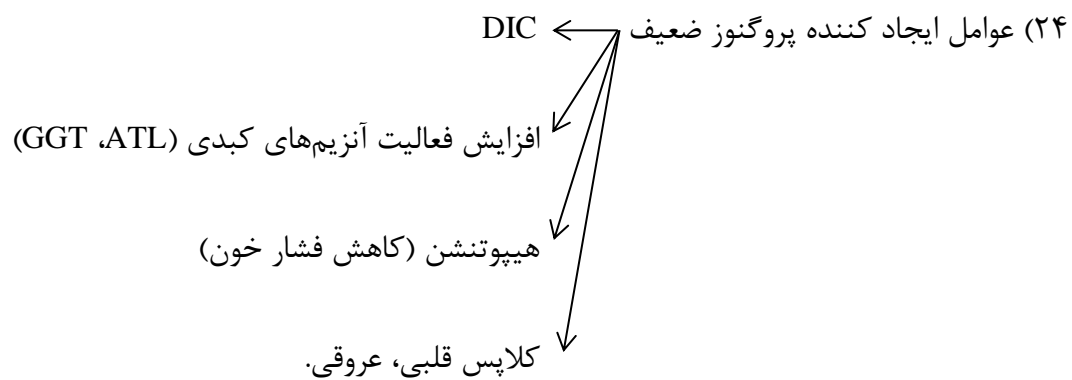 ۲۴) عوامل ایجاد کننده پروگنوز ضعیف DIC
افزایش فعالیت آنزیم‌های کبدی (GGT ،ATL)
هیپوتنشن (کاهش فشار خون)
کلاپس قلبی، عروقی.